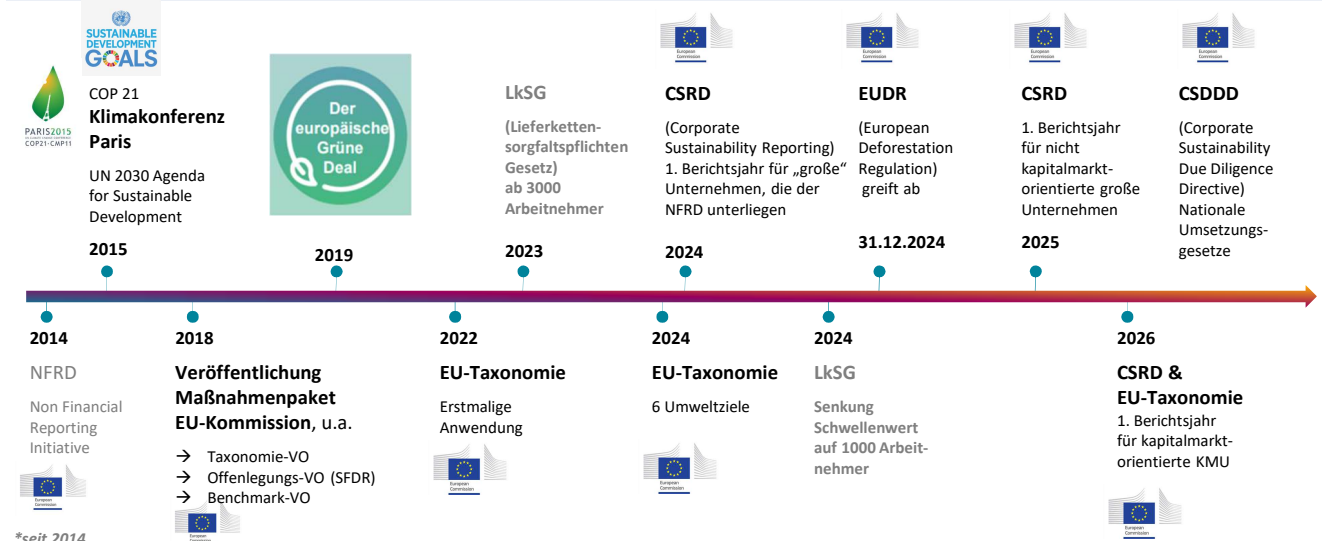 SUSTAINABLE
DEVELOPMENT
GOALS
PARIS2015
COP21·CMP11
COP 21
Klimakonferenz
Paris
UN 2030 Agenda
for Sustainable
Development
2015
Der
europäische
Grüne
Deal
2019
LkSG
(Lieferketten-
sorgfaltspflichten
Gesetz)
ab 3000
Arbeitnehmer
2023
European
Commission
CSRD
(Corporate
Sustainability Reporting)
1. Berichtsjahr für „große“
Unternehmen, die der
NFRD unterliegen
2024
European
Commission
EUDR
(European
Deforestation
Regulation)
greift ab
31.12.2024
European
Commission
CSRD
1. Berichtsjahr
für nicht
kapitalmarkt-
orientierte große
Unternehmen
2025
European
Commission
CSDDD
(Corporate
Sustainability
Due Diligence
Directive)
Nationale
Umsetzungs-
gesetze
2014
NFRD
Non Financial
Reporting
Initiative
European
Commission
*seit 2014
2018
Veröffentlichung
Maßnahmenpaket
EU-Kommission, u.a.
→ Taxonomie-VO
→ Offenlegungs-VO (SFDR)
→ Benchmark-VO
European
Commission
2022
EU-Taxonomie
Erstmalige
Anwendung
European
Commission
2024
EU-Taxonomie
6 Umweltziele
European
Commission
2024
LkSG
Senkung
Schwellenwert
auf 1000 Arbeit-
nehmer
2026
CSRD &
EU-Taxonomie
1. Berichtsjahr
für kapitalmarkt-
orientierte KMU
European
Commission